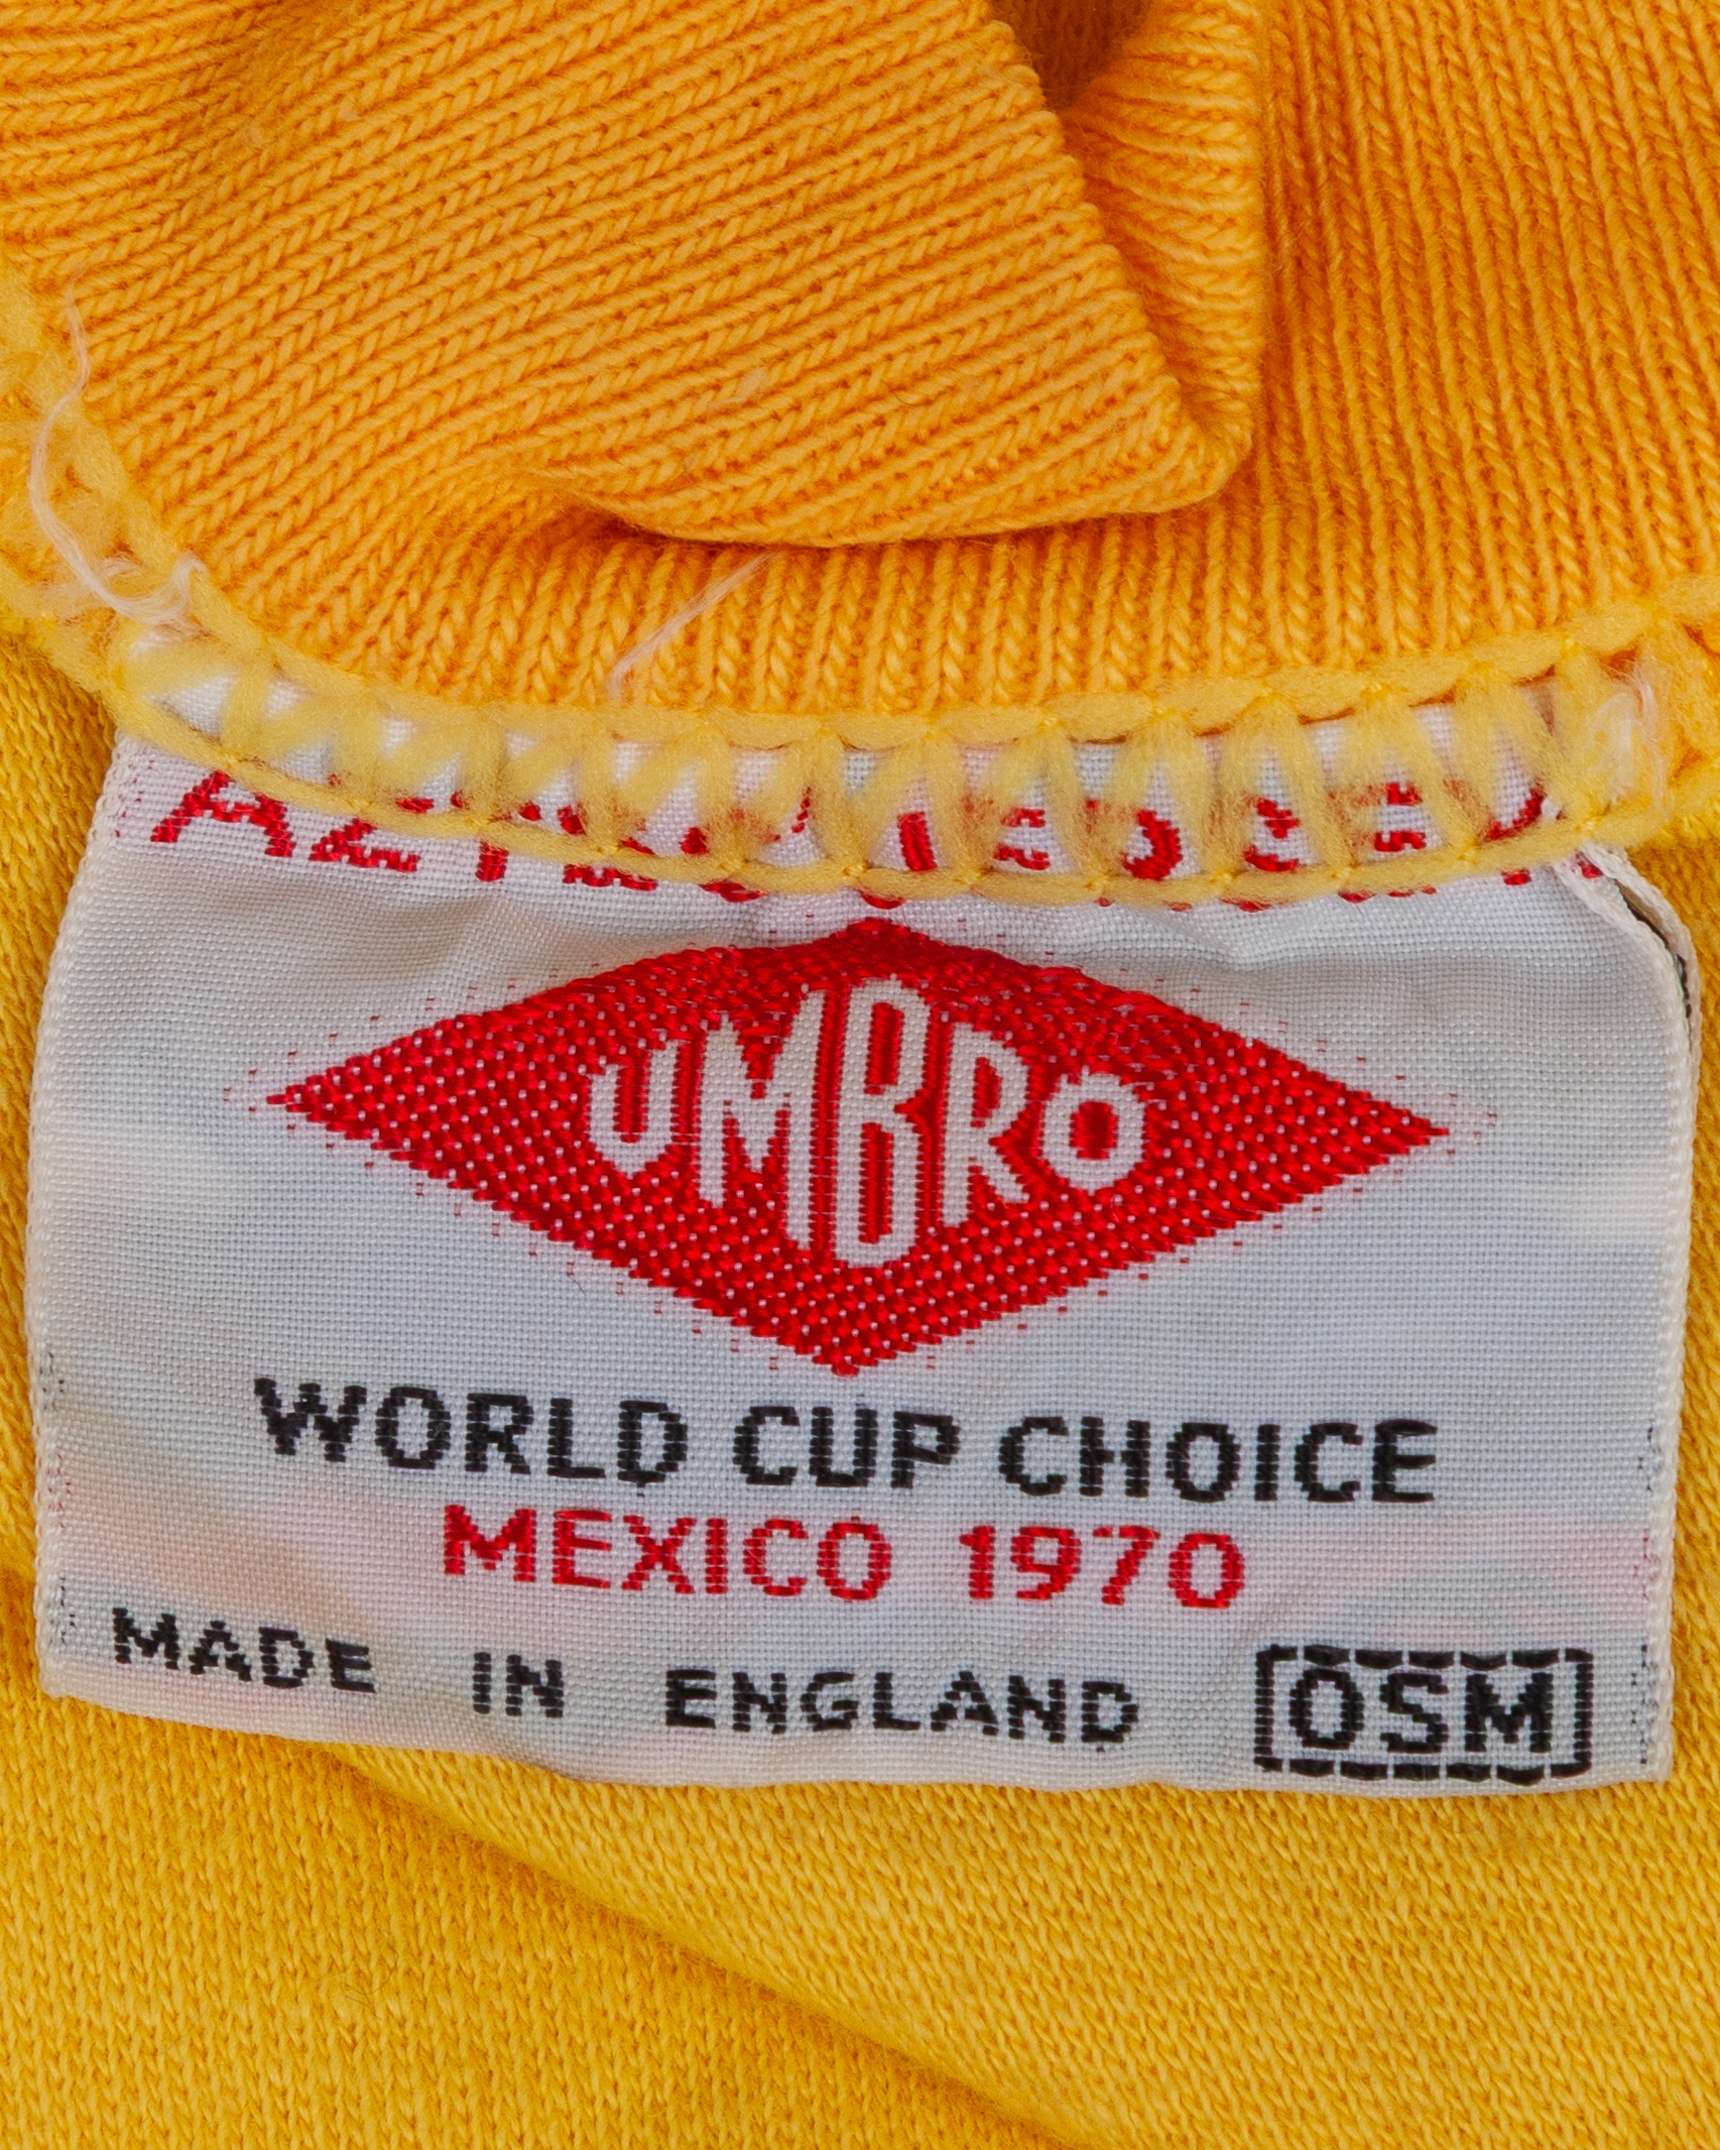 UMBRO
WORLD CUP CHOICE
MEXICO 1970
MADE IN ENGLAND OSM